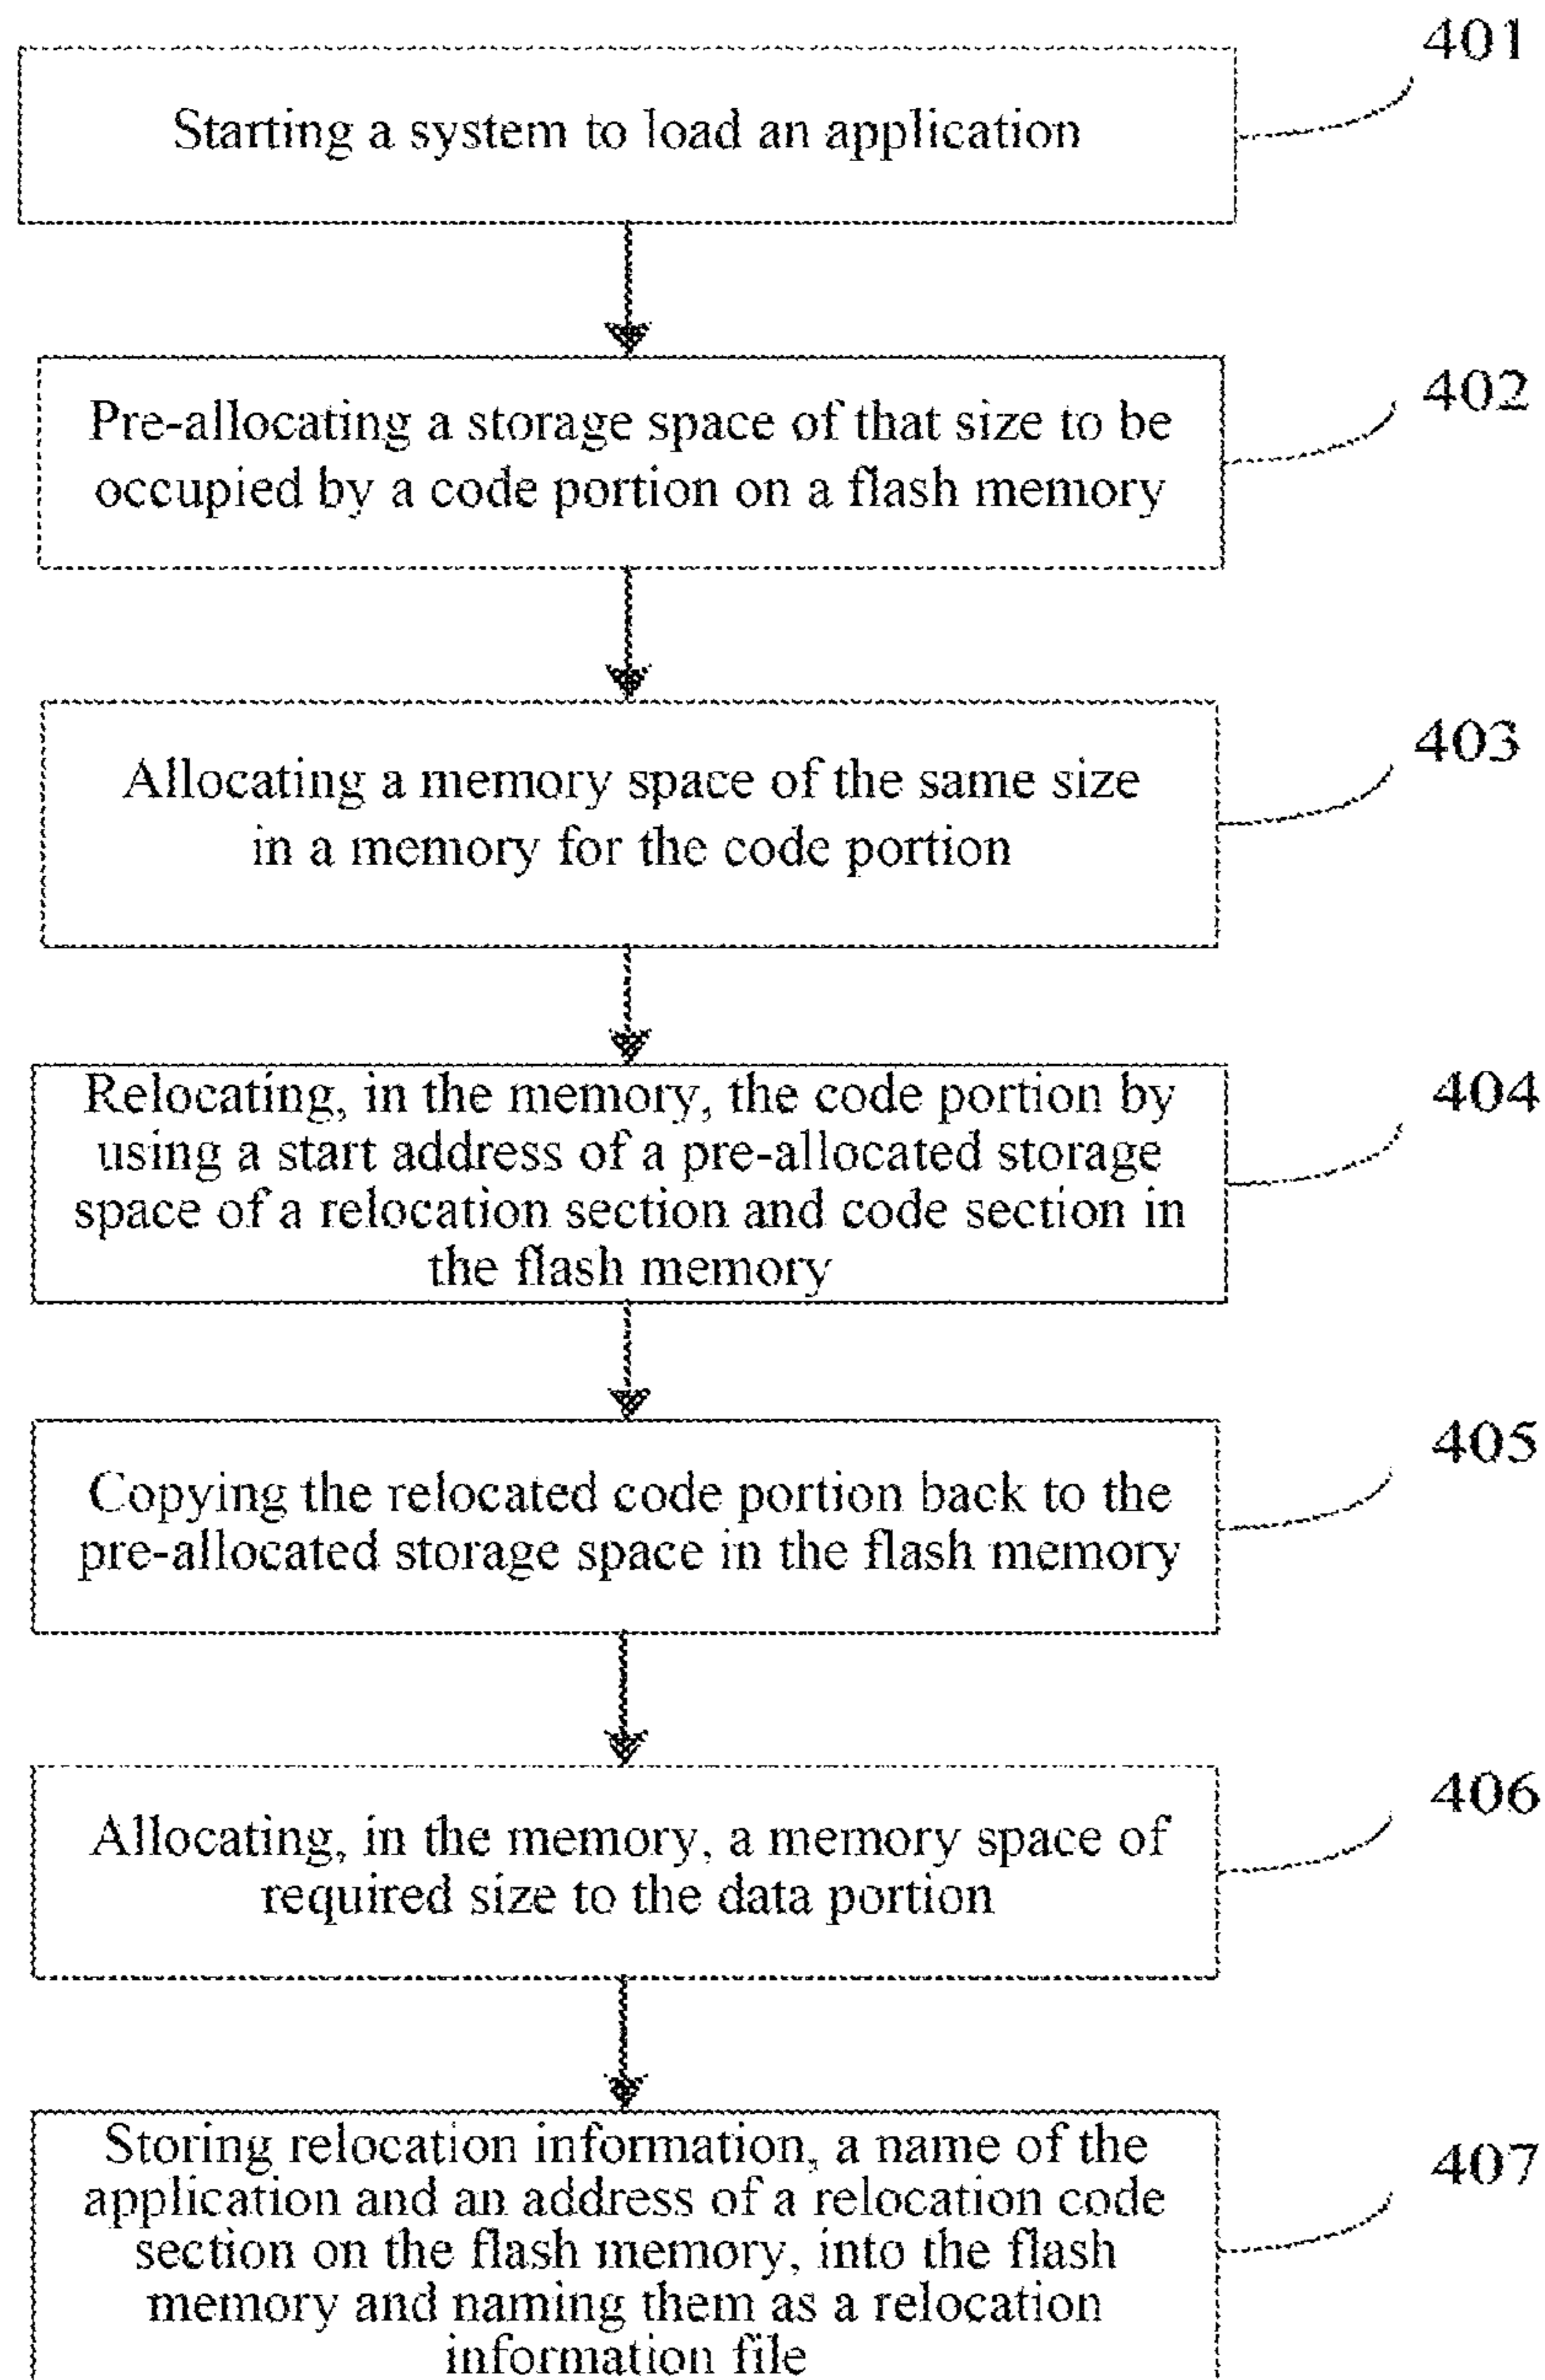 401
Starting a system to load an application
402
Pre-allocating a storage space of that size to be
occupied by a code portion on a flash memory
403
Allocating a memory space of the same size
in a memory for the code portion
404
Relocating, in the memory, the code portion by
using a start address of a pre-allocated storage
space of a relocation section and code section in
the flash memory
405
Copying the relocated code portion back to the
pre-allocated storage space in the flash memory
406
Allocating, in the memory, a memory space of
required size to the data portion
407
Storing relocation information, a name of the
application and an address of a relocation code
section on the flash memory, into the flash
memory and naming them as a relocation
information file